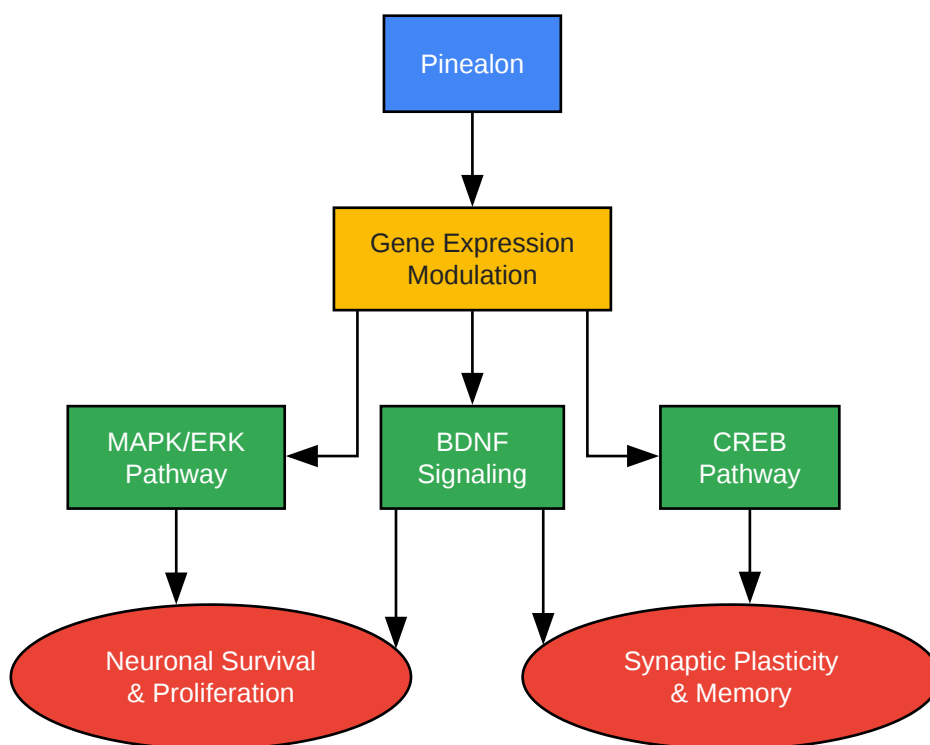 Pinealon
Gene Expression
Modulation
MAPK/ERK
Pathway
BDNF
Signaling
CREB
Pathway
Neuronal Survival
& Proliferation
Synaptic Plasticity
& Memory